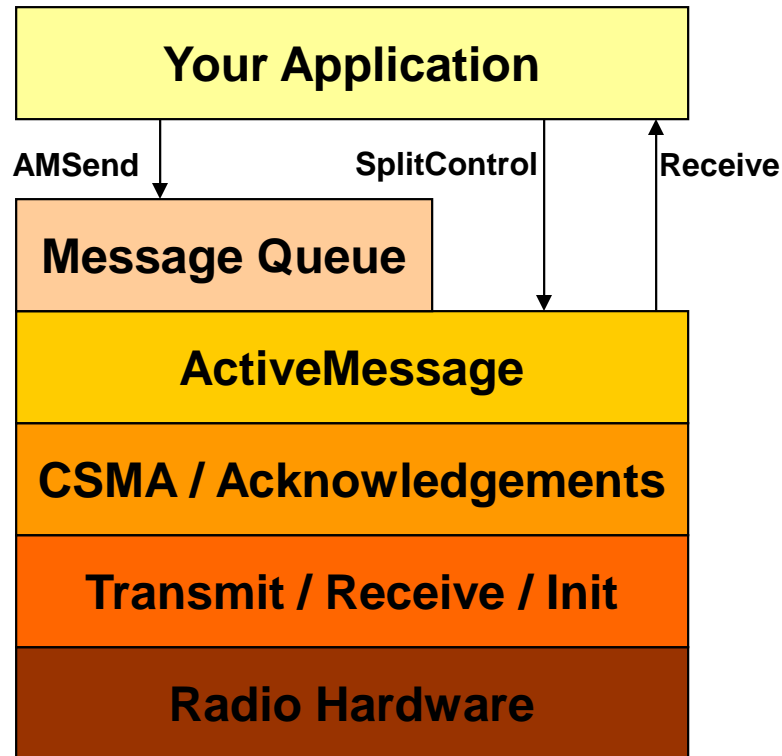 Your Application
AMSend
SplitControl
Receive
Message Queue
ActiveMessage
CSMA / Acknowledgements
Transmit / Receive / Init
Radio Hardware